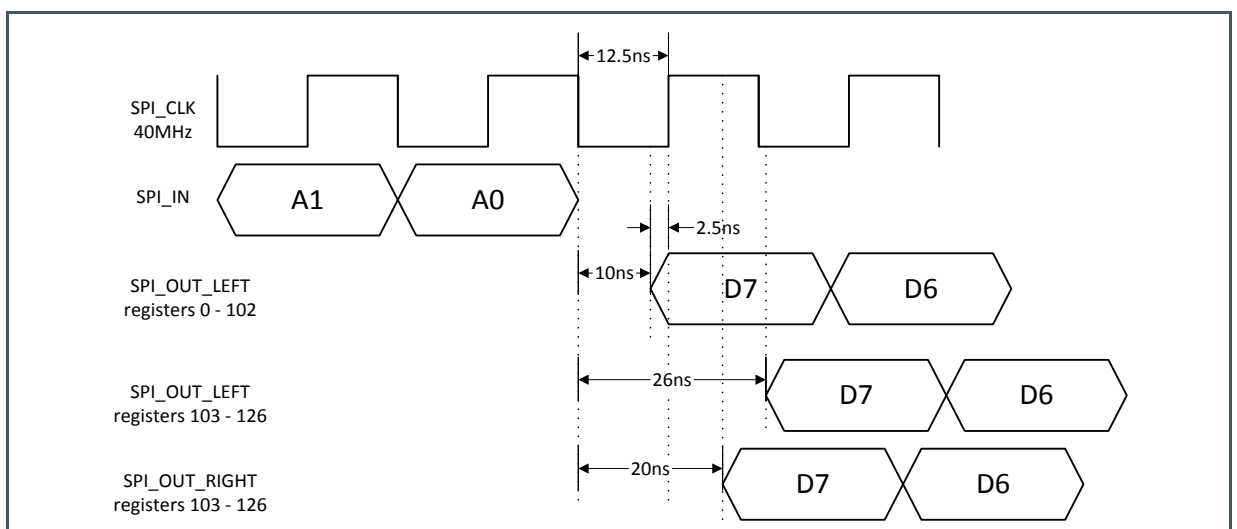 12.5ns
SPI_CLK
40MHz
SPI_IN
A1
A0
2.5ns
10ns
SPI_OUT_LEFT
registers 0 - 102
D7
D6
26ns
SPI_OUT_LEFT
registers 103 - 126
D7
D6
20ns
SPI_OUT_RIGHT
registers 103 - 126
D7
D6